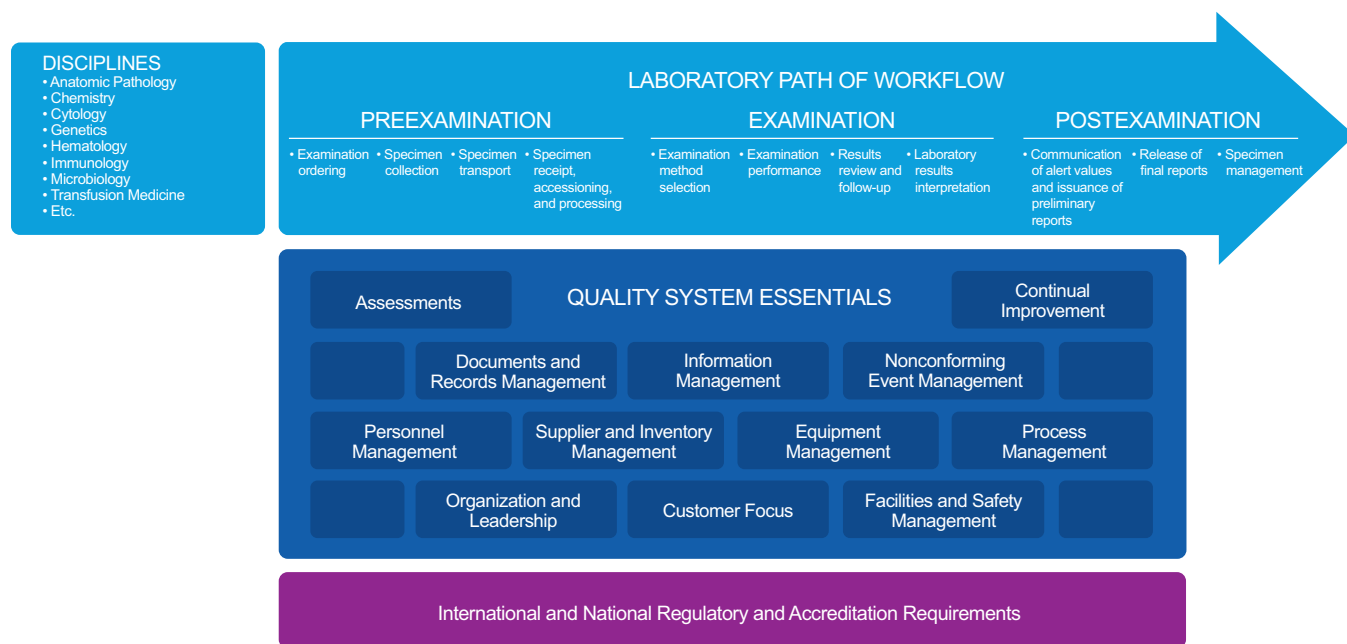 DISCIPLINES
• Anatomic Pathology
• Chemistry
• Cytology
• Genetics
• Hematology
• Immunology
• Microbiology
• Transfusion Medicine
• Etc.
LABORATORY PATH OF WORKFLOW
PREEXAMINATION
• Examination
ordering
• Specimen
collection
• Specimen
transport
• Specimen
receipt,
accessioning,
and processing
EXAMINATION
• Examination
method
selection
• Examination
performance
• Results
review and
follow-up
• Laboratory
results
interpretation
POSTEXAMINATION
• Communication
of alert values
and issuance of
preliminary
reports
• Release of
final reports
• Specimen
management
QUALITY SYSTEM ESSENTIALS
Assessments
Continual
Improvement
Documents and
Records Management
Information
Management
Nonconforming
Event Management
Personnel
Management
Supplier and Inventory
Management
Equipment
Management
Process
Management
Organization and
Leadership
Customer Focus
Facilities and Safety
Management
International and National Regulatory and Accreditation Requirements